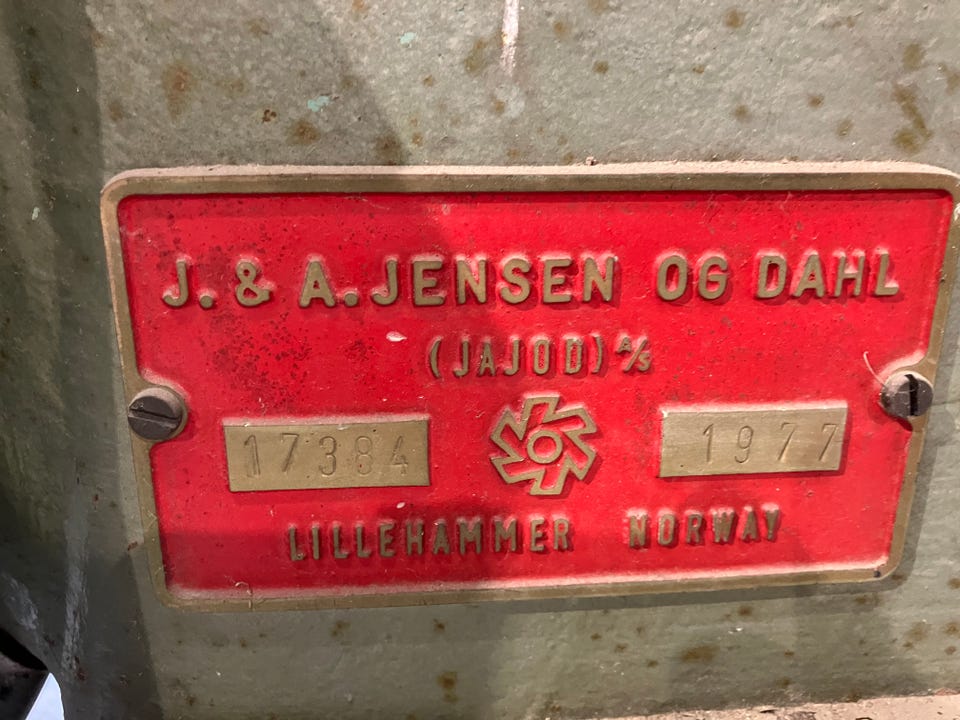 J. & A. JENSEN OG DAHL
(JAJOD) A/S
17384 1977
LILLEHAMMER NORWAY